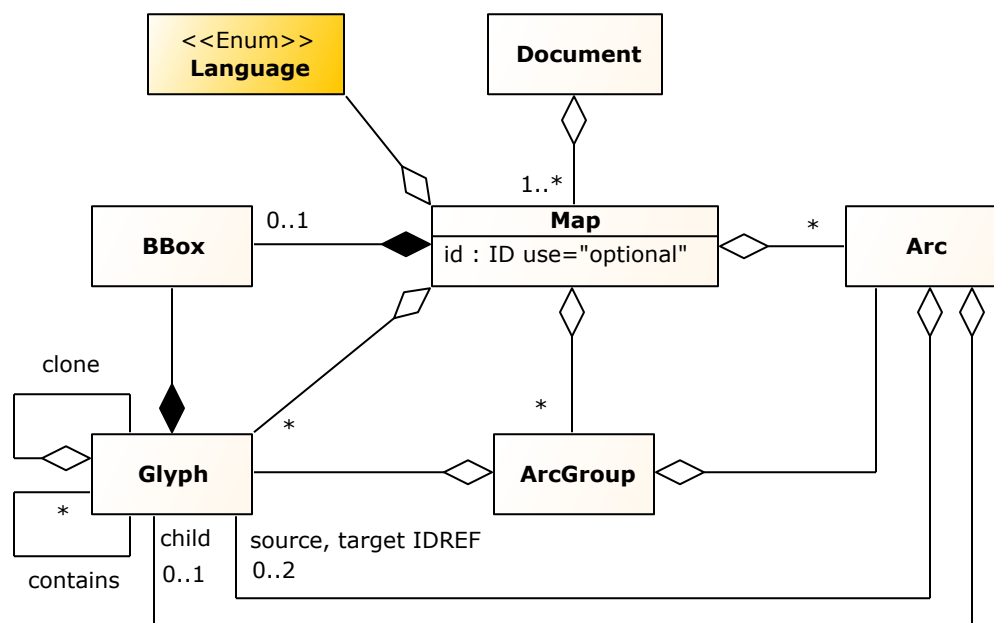 <<Enum>>
Language
Document
1..*
0..1
BBox
Map
id : ID use="optional"
*
Arc
clone
*
*
Glyph
ArcGroup
*
contains
child
0..1
source, target IDREF
0..2